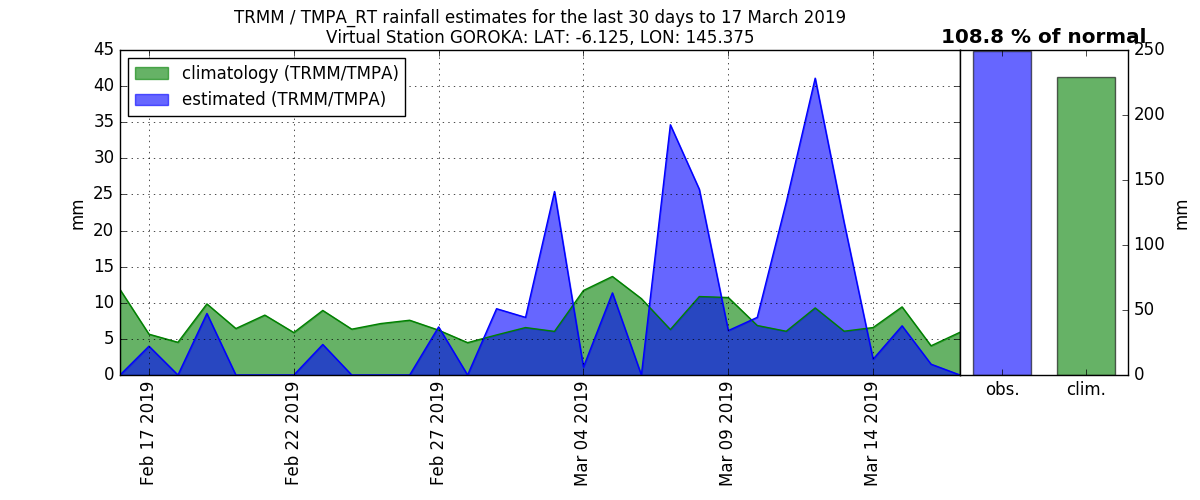 TRMM / TMPA_RT rainfall estimates for the last 30 days to 17 March 2019
Virtual Station GOROKA: LAT: -6.125, LON: 145.375
108.8 % of normal
climatology (TRMM/TMPA)
estimated (TRMM/TMPA)
45
40
35
30
25
20
15
10
5
0
mm
250
200
150
100
50
0
mm
Feb 17 2019
Feb 22 2019
Feb 27 2019
Mar 04 2019
Mar 09 2019
Mar 14 2019
obs.
clim.